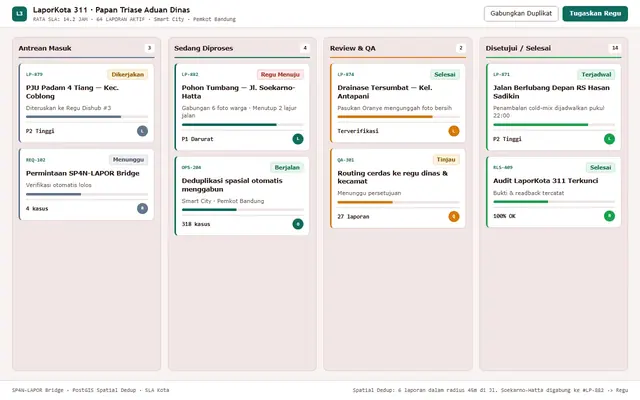 L3
LaporKota 311 · Papan Triase Aduan Dinas
RATA SLA: 14.2 JAM · 64 LAPORAN AKTIF · Smart City · Pemkot Bandung
Gabungkan Duplikat
Tugaskan Regu
Antrean Masuk
3
LP-879
Dikerjakan
PJU Padam 4 Tiang — Kec.
Coblong
Diteruskan ke Regu Dishub #3
P2 Tinggi
L
REQ-102
Menunggu
Permintaan SP4N-LAPOR Bridge
Verifikasi otomatis lolos
4 kasus
R
Sedang Diproses
4
LP-882
Regu Menuju
Pohon Tumbang — Jl. Soekarno-
Hatta
Gabungan 6 foto warga · Menutup 2 lajur
jalan
P1 Darurat
L
OPS-204
Berjalan
Deduplikasi spasial otomatis
menggabun
Smart City · Pemkot Bandung
318 kasus
O
Review & QA
2
LP-874
Selesai
Drainase Tersumbat — Kel.
Antapani
Pasukan Oranye mengunggah foto bersih
Terverifikasi
L
QA-301
Tinjau
Routing cerdas ke regu dinas &
kecamat
Menunggu persetujuan
27 laporan
Q
Disetujui / Selesai
14
LP-871
Terjadwal
Jalan Berlubang Depan RS Hasan
Sadikin
Penambalan cold-mix dijadwalkan pukul
22:00
P2 Tinggi
L
RLS-409
Selesai
Audit LaporKota 311 Terkunci
Bukti & readback tercatat
100% OK
R
SP4N-LAPOR Bridge · PostGIS Spatial Dedup · SLA Kota
Spatial Dedup: 6 laporan dalam radius 45m di Jl. Soekarno-Hatta digabung ke #LP-882 -> Regu